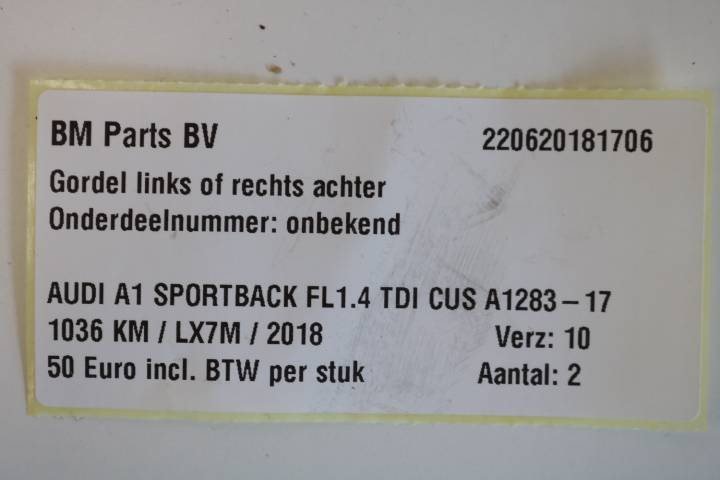 BM Parts BV 220620181706
Gordel links of rechts achter
Onderdeelnummer: onbekend
AUDI A1 SPORTBACK FL1.4 TDI CUS A1283-17
1036 KM / LX7M / 2018 Verz: 10
50 Euro incl. BTW per stuk Aantal: 2